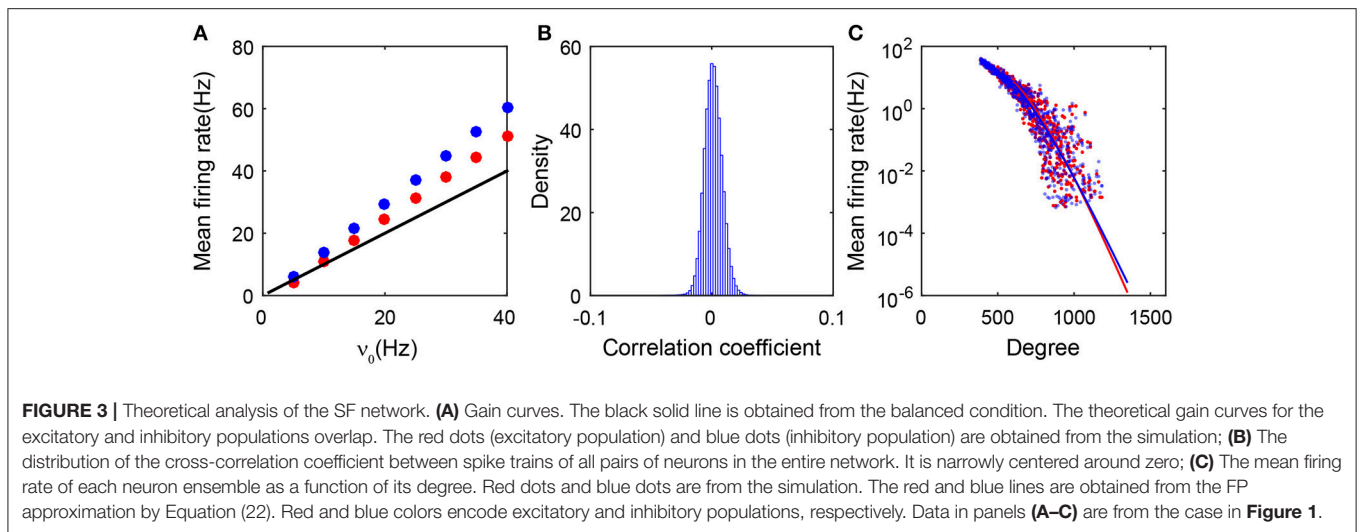 A
B
C
80
60
40
20
0
0
20
40
Mean firing rate(Hz)
ν0(Hz)
60
40
20
0
-0.1
0
0.1
Density
Correlation coefficient
10^2
10^0
10^-2
10^-4
10^-6
0
500
1000
1500
Mean firing rate(Hz)
Degree
FIGURE 3 | Theoretical analysis of the SF network. (A) Gain curves. The black solid line is obtained from the balanced condition. The theoretical gain curves for the
excitatory and inhibitory populations overlap. The red dots (excitatory population) and blue dots (inhibitory population) are obtained from the simulation; (B) The
distribution of the cross-correlation coefficient between spike trains of all pairs of neurons in the entire network. It is narrowly centered around zero; (C) The mean firing
rate of each neuron ensemble as a function of its degree. Red dots and blue dots are from the simulation. The red and blue lines are obtained from the FP
approximation by Equation (22). Red and blue colors encode excitatory and inhibitory populations, respectively. Data in panels (A–C) are from the case in Figure 1.